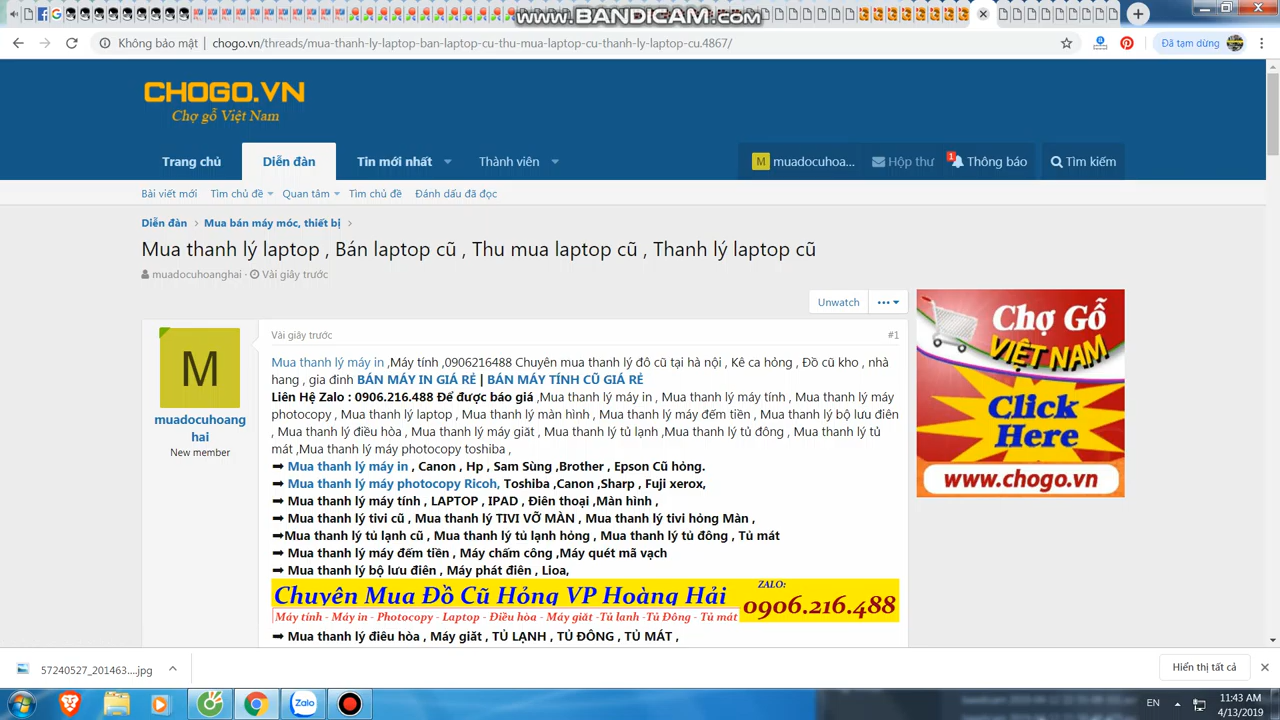 www.BANDICAM.com
Không bảo mật | chogo.vn/threads/mua-thanh-ly-laptop-ban-laptop-cu-thu-mua-laptop-cu-thanh-ly-laptop-cu.4867/
Đã tạm dừng
CHOGO.VN
Chợ gỗ Việt Nam
Trang chủ
Diễn đàn
Tin mới nhất
Thành viên
M muadocuhoa...
Hộp thư
1 Thông báo
Tìm kiếm
Bài viết mới Tìm chủ đề Quan tâm Tìm chủ đề Đánh dấu đã đọc
Diễn đàn > Mua bán máy móc, thiết bị >
Mua thanh lý laptop , Bán laptop cũ , Thu mua laptop cũ , Thanh lý laptop cũ
muadocuhoanghai · Vài giây trước
Unwatch •••
M
muadocuhoang
hai
New member
Vài giây trước #1
Mua thanh lý máy in ,Máy tính ,0906216488 Chuyên mua thanh lý đô cũ tại hà nội , Kê ca hỏng , Đồ cũ kho , nhà
hang , gia đinh BÁN MÁY IN GIÁ RẺ | BÁN MÁY TÍNH CŨ GIÁ RẺ
Liên Hệ Zalo : 0906.216.488 Để được báo giá ,Mua thanh lý máy in , Mua thanh lý máy tính , Mua thanh lý máy
photocopy , Mua thanh lý laptop , Mua thanh lý màn hình , Mua thanh lý máy đếm tiền , Mua thanh lý bộ lưu điên
, Mua thanh lý điều hòa , Mua thanh lý máy giăt , Mua thanh lý tủ lạnh ,Mua thanh lý tủ đông , Mua thanh lý tủ
mát ,Mua thanh lý máy photocopy toshiba ,
➡ Mua thanh lý máy in , Canon , Hp , Sam Sùng ,Brother , Epson Cũ hỏng.
➡ Mua thanh lý máy photocopy Ricoh, Toshiba ,Canon ,Sharp , Fuji xerox,
➡ Mua thanh lý máy tính , LAPTOP , IPAD , Điên thoại ,Màn hình ,
➡ Mua thanh lý tivi cũ , Mua thanh lý TIVI VỠ MÀN , Mua thanh lý tivi hỏng Màn ,
➡Mua thanh lý tủ lạnh cũ , Mua thanh lý tủ lạnh hỏng , Mua thanh lý tủ đông , Tủ mát
➡ Mua thanh lý máy đếm tiền , Máy chấm công ,Máy quét mã vạch
➡ Mua thanh lý bộ lưu điên , Máy phát điên , Lioa,
Chuyên Mua Đồ Cũ Hỏng VP Hoàng Hải
ZALO:
0906.216.488
Máy tính - Máy in - Photocopy - Laptop - Điều hòa - Máy giặt -Tủ lanh -Tủ Đông - Tủ mát
➡ Mua thanh lý điêu hòa , Máy giăt , TỦ LẠNH , TỦ ĐÔNG , TỦ MÁT ,
Chợ Gỗ
VIỆT NAM
Click
Here
www.chogo.vn
57240527_201463....jpg
Hiển thị tất cả
Zalo
EN
11:43 AM
4/13/2019